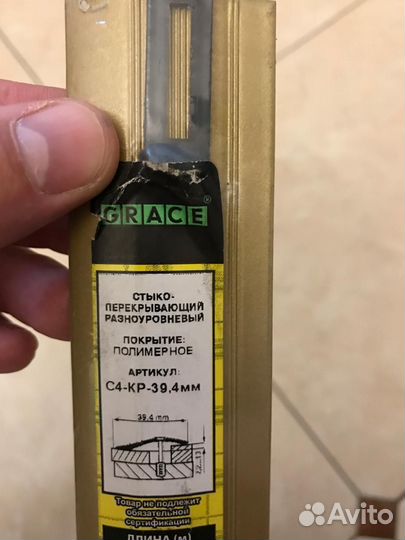 GRACE®
СТЫКО-
ПЕРЕКРЫВАЮЩИЙ
РАЗНОУРОВНЕВЫЙ
ПОКРЫТИЕ:
ПОЛИМЕРНОЕ
АРТИКУЛ:
С4-КР-39,4мм
39,4 mm
Товар не подлежит
обязательной
сертификации
ДЛИНА (м)
Avito